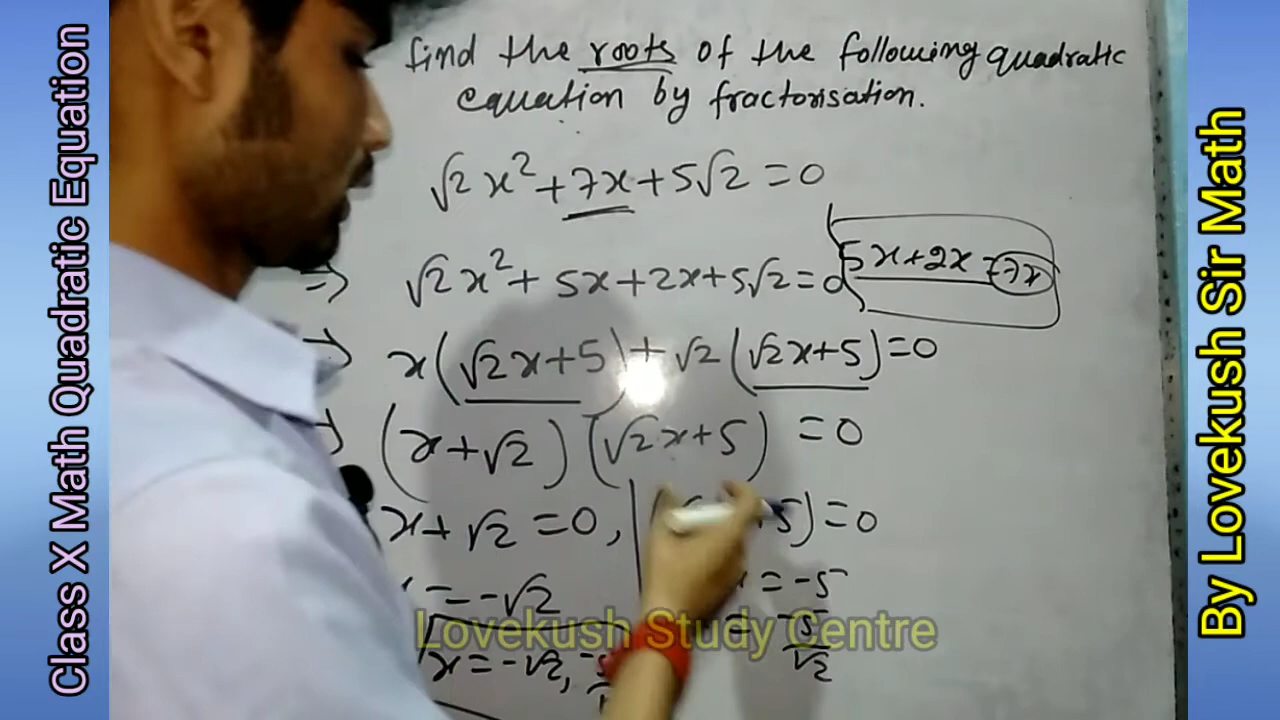 Class X Math Quadratic Equation
find the roots of the following quadratic
equation by fractorisation.
√2x²+7x+5√2=0
⇒ √2x²+5x+2x+5√2=0
5x+2x=7x
⇒ x(√2x+5)+√2(√2x+5)=0
(x+√2)(√2x+5)=0
x+√2=0, 5)=0
=-√2
=-5
= -5/√2
x=-√2,
Lovekush Study Centre
By Lovekush Sir Math